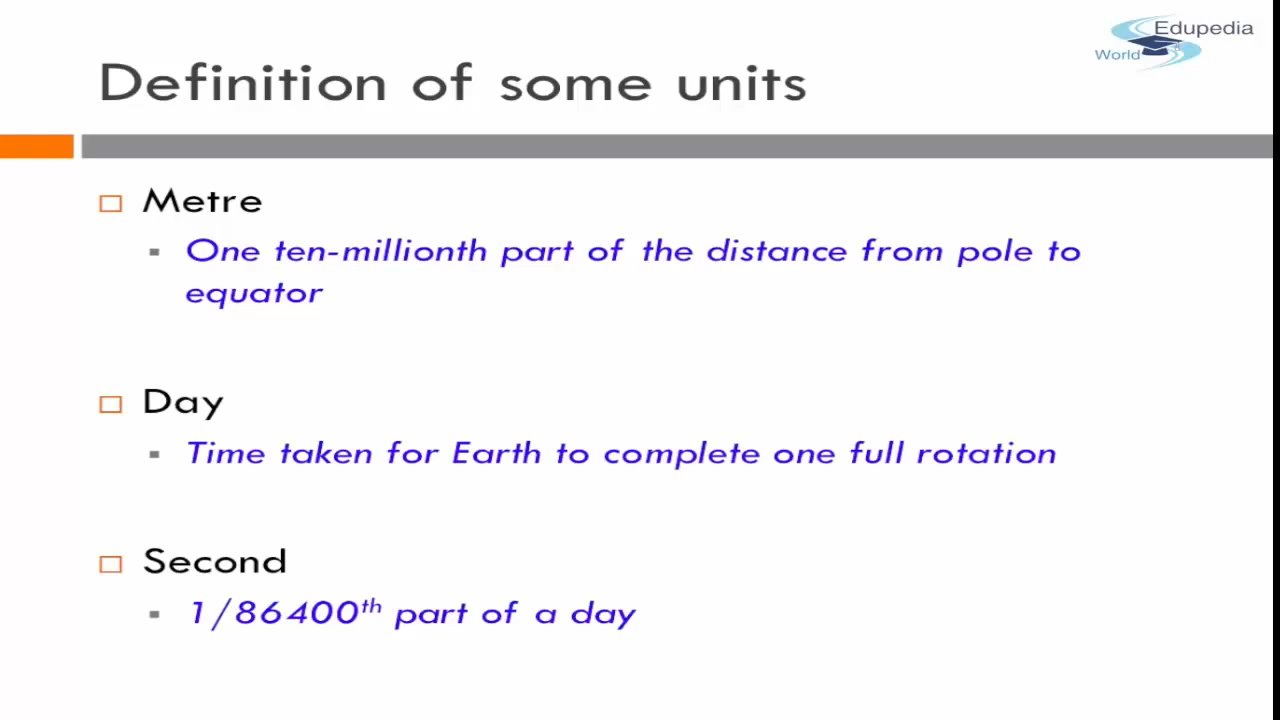 Edupedia
World
Definition of some units
Metre
One ten-millionth part of the distance from pole to
equator
Day
Time taken for Earth to complete one full rotation
Second
1/86400th part of a day